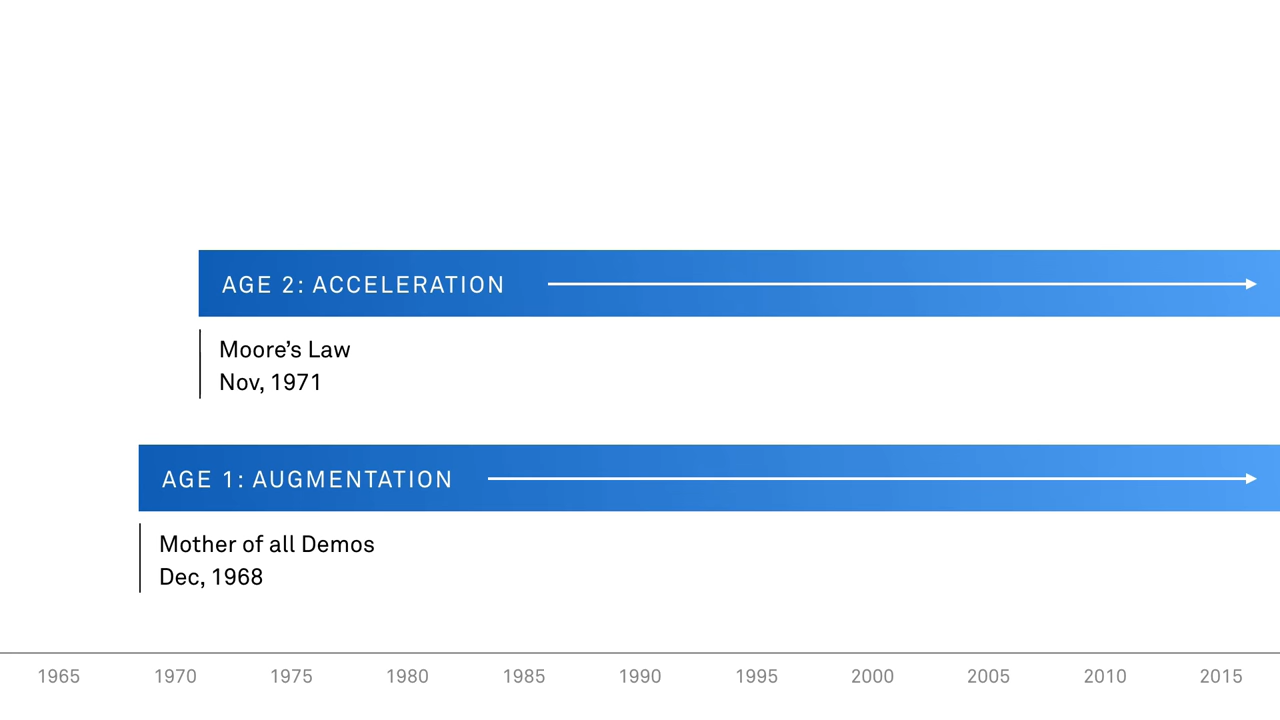 AGE 2: ACCELERATION
Moore’s Law
Nov, 1971
AGE 1: AUGMENTATION
Mother of all Demos
Dec, 1968
1965 1970 1975 1980 1985 1990 1995 2000 2005 2010 2015